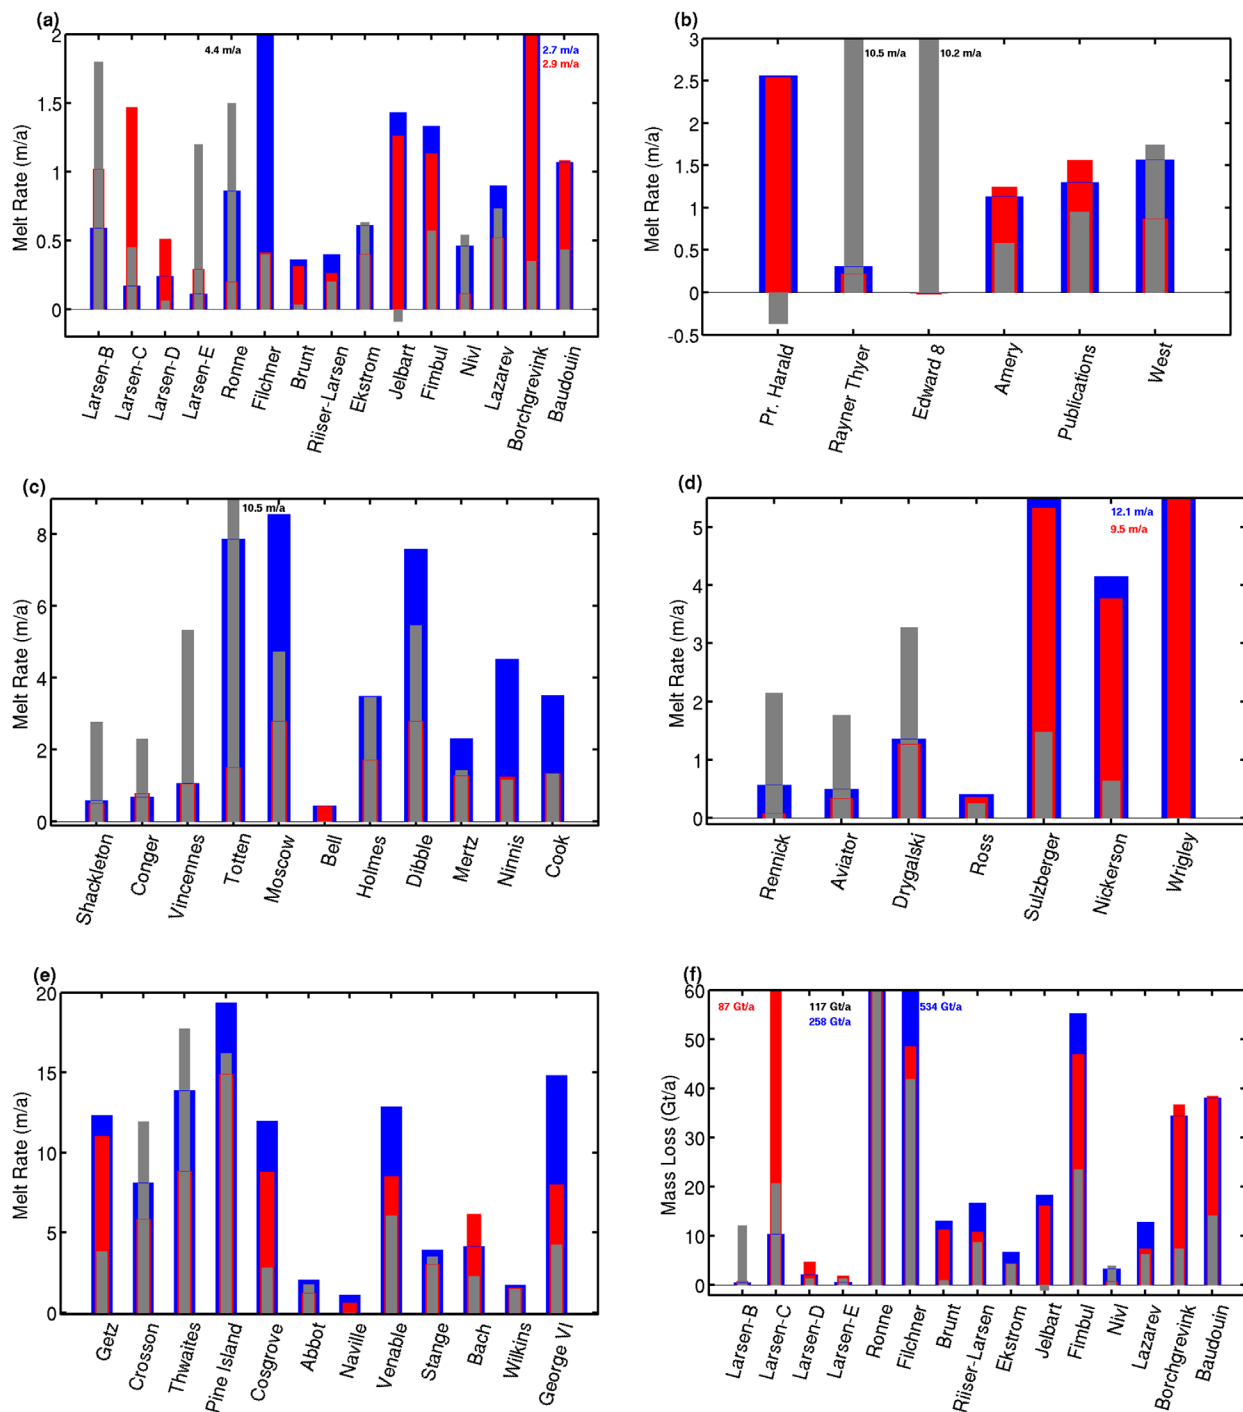 (a)
2
1.5
1
0.5
0
Melt Rate (m/a)
4.4 m/a
2.7 m/a
2.9 m/a
Larsen-B
Larsen-C
Larsen-D
Larsen-E
Ronne
Filchner
Brunt
Riiser-Larsen
Ekstrom
Jelbart
Fimbul
Nivl
Lazarev
Borchgrevink
Baudouin
(b)
3
2.5
2
1.5
1
0.5
0
-0.5
Melt Rate (m/a)
10.5 m/a
10.2 m/a
Pr. Harald
Rayner Thyer
Edward 8
Amery
Publications
West
(c)
8
6
4
2
0
Melt Rate (m/a)
10.5 m/a
Shackleton
Conger
Vincennes
Totten
Moscow
Bell
Holmes
Dibble
Mertz
Ninnis
Cook
(d)
5
4
3
2
1
0
Melt Rate (m/a)
12.1 m/a
9.5 m/a
Rennick
Aviator
Drygalski
Ross
Sulzberger
Nickerson
Wrigley
(e)
20
15
10
5
0
Melt Rate (m/a)
Getz
Crosson
Thwaites
Pine Island
Cosgrove
Abbot
Naville
Venable
Stange
Bach
Wilkins
George VI
(f)
60
50
40
30
20
10
0
Mass Loss (Gt/a)
87 Gt/a
117 Gt/a
258 Gt/a
534 Gt/a
Larsen-B
Larsen-C
Larsen-D
Larsen-E
Ronne
Filchner
Brunt
Riiser-Larsen
Ekstrom
Jelbart
Fimbul
Nivl
Lazarev
Borchgrevink
Baudouin